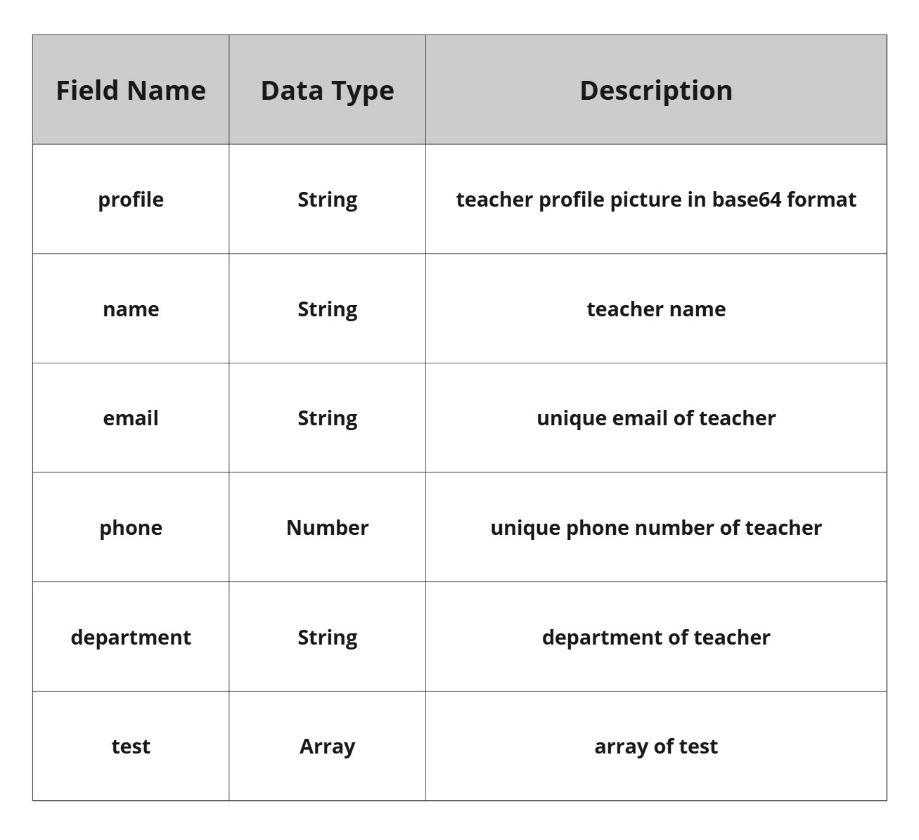 Field Name Data Type Description
profile String teacher profile picture in base64 format
name String teacher name
email String unique email of teacher
phone Number unique phone number of teacher
department String department of teacher
test Array array of test